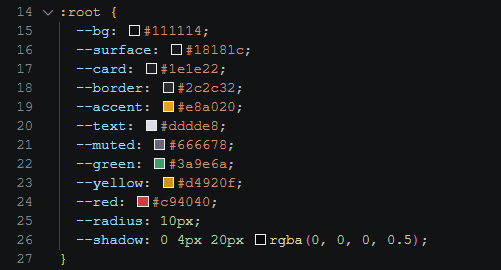 14 :root {
15 --bg: #111114;
16 --surface: #18181c;
17 --card: #1e1e22;
18 --border: #2c2c32;
19 --accent: #e8a020;
20 --text: #dddde8;
21 --muted: #666678;
22 --green: #3a9e6a;
23 --yellow: #d4920f;
24 --red: #c94040;
25 --radius: 10px;
26 --shadow: 0 4px 20px rgba(0, 0, 0, 0.5);
27 }